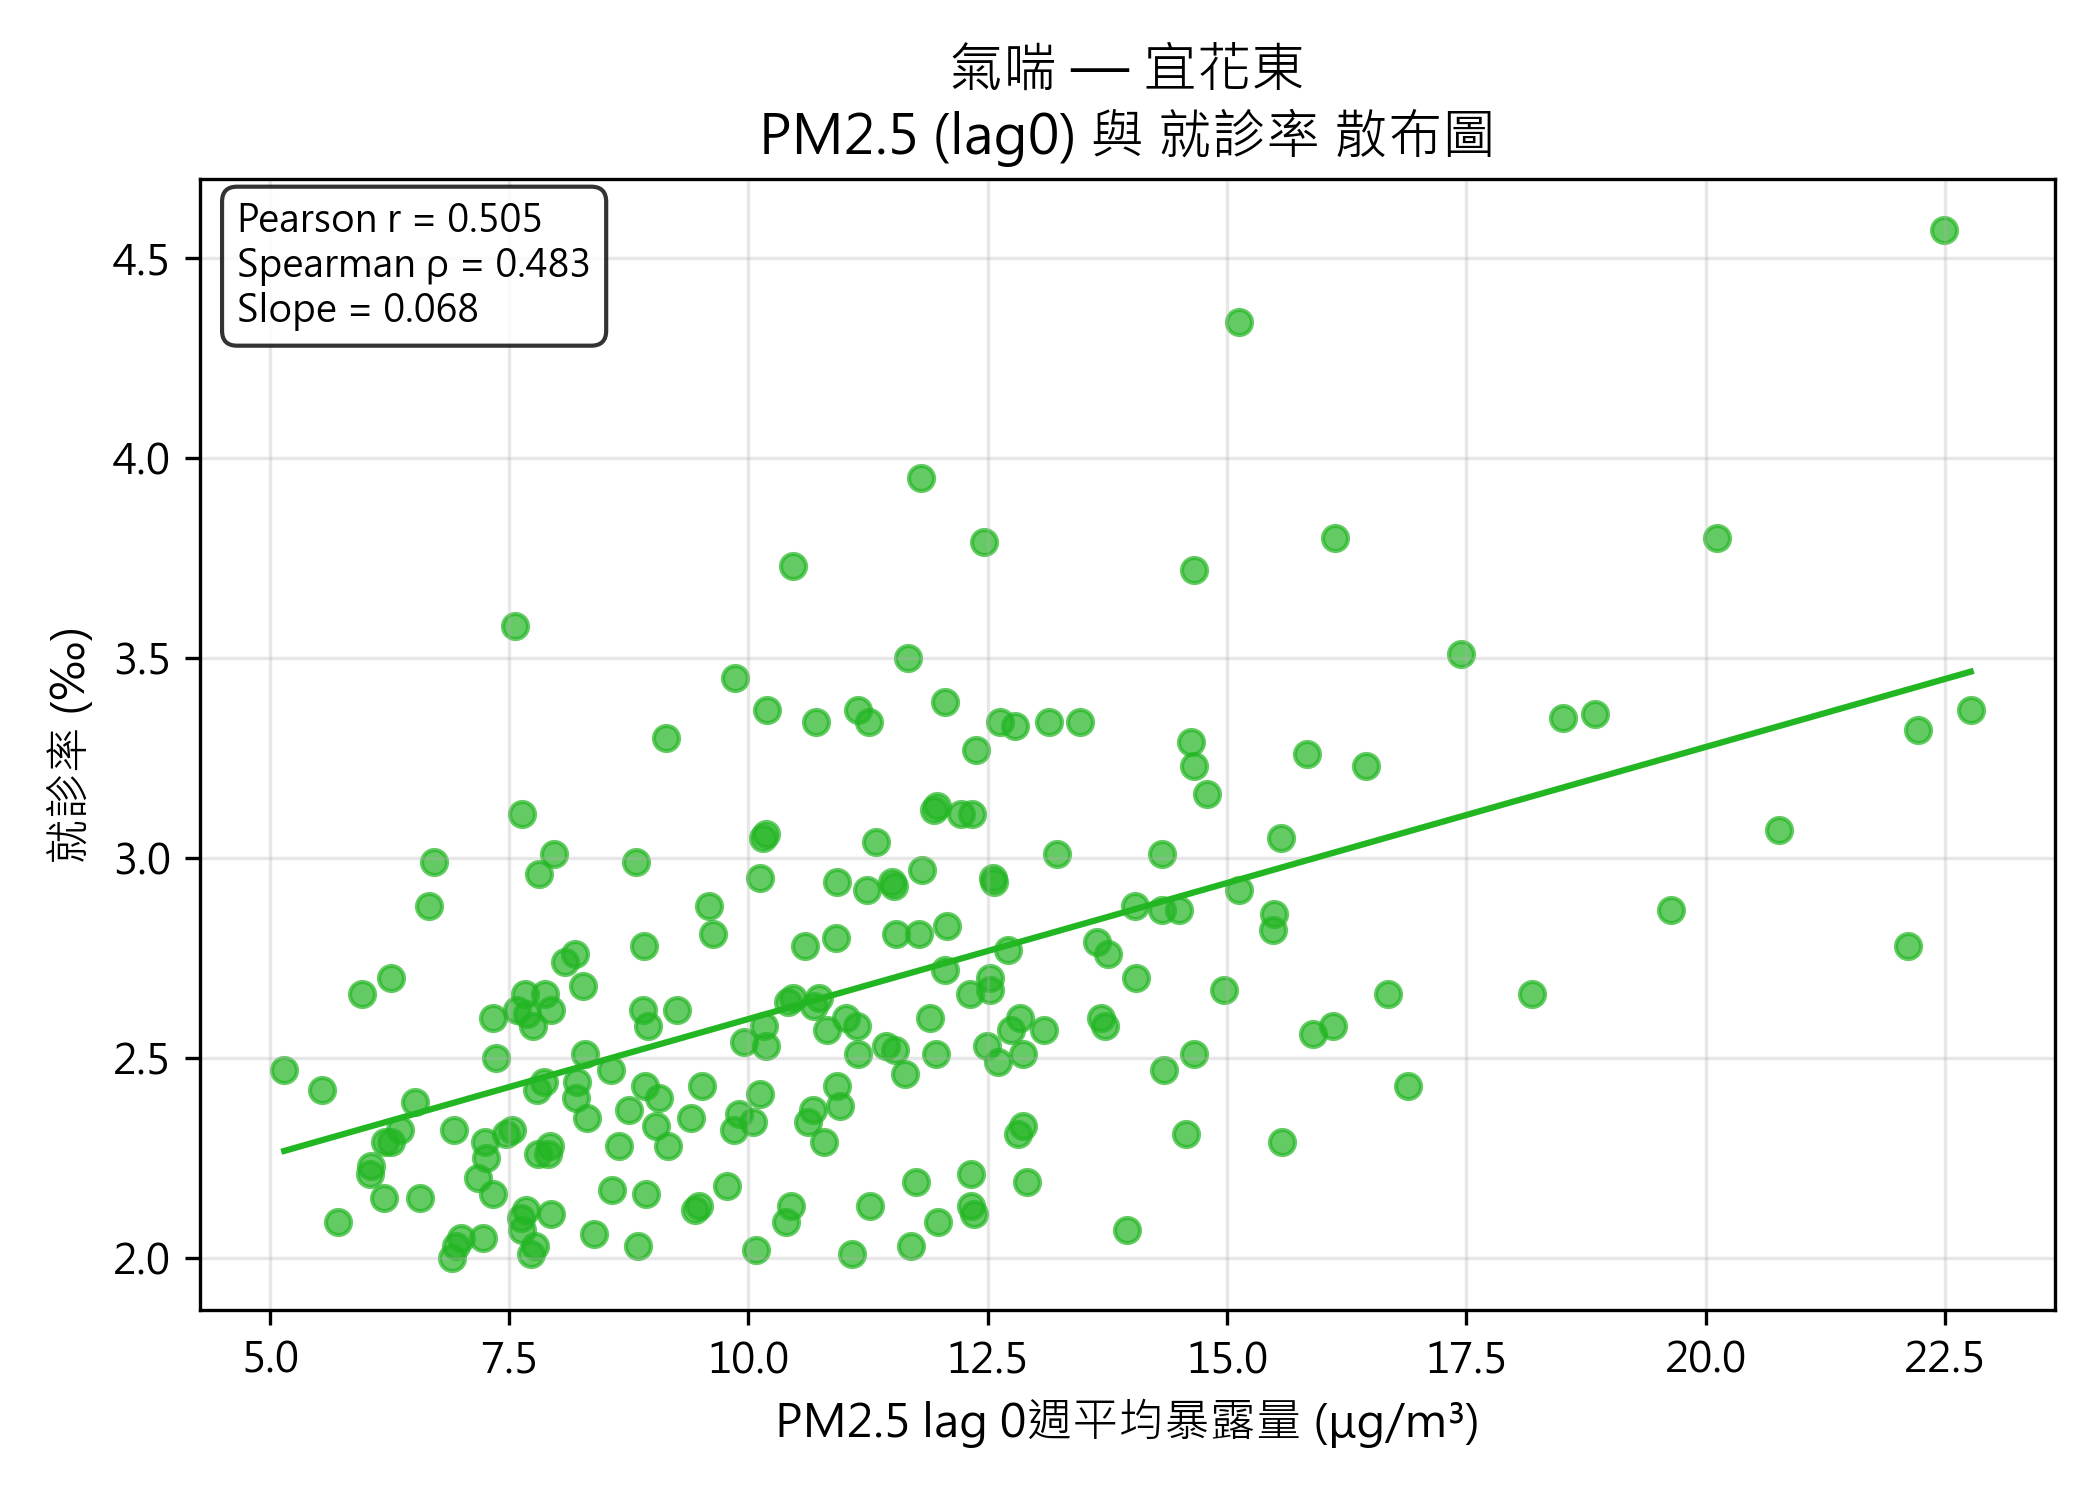 氣喘 — 宜花東
PM2.5 (lag0) 與 就診率 散布圖
Pearson r = 0.505
Spearman ρ = 0.483
Slope = 0.068
就診率 (‰)
4.5
4.0
3.5
3.0
2.5
2.0
5.0 7.5 10.0 12.5 15.0 17.5 20.0 22.5
PM2.5 lag 0週平均暴露量 (μg/m³)